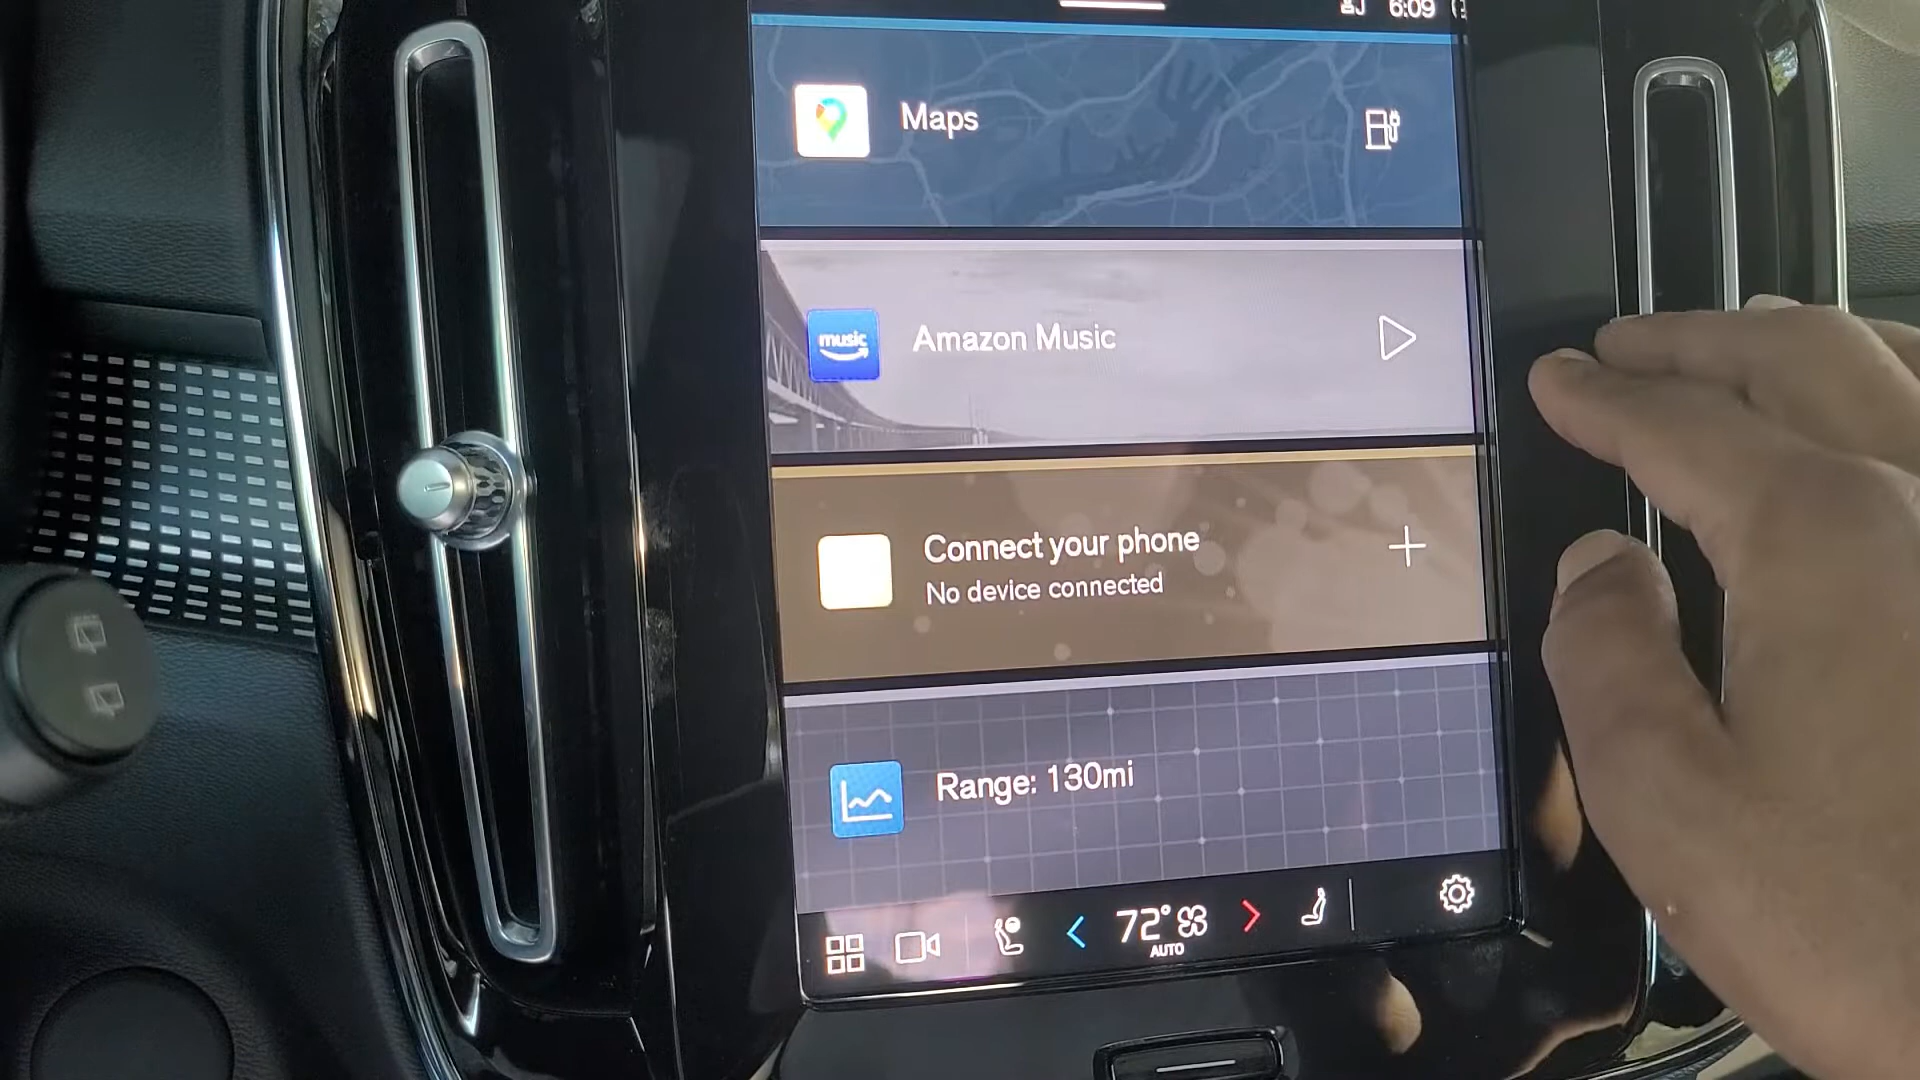 6:09
Maps
music
Amazon Music
Connect your phone
No device connected
Range: 130mi
72°
AUTO